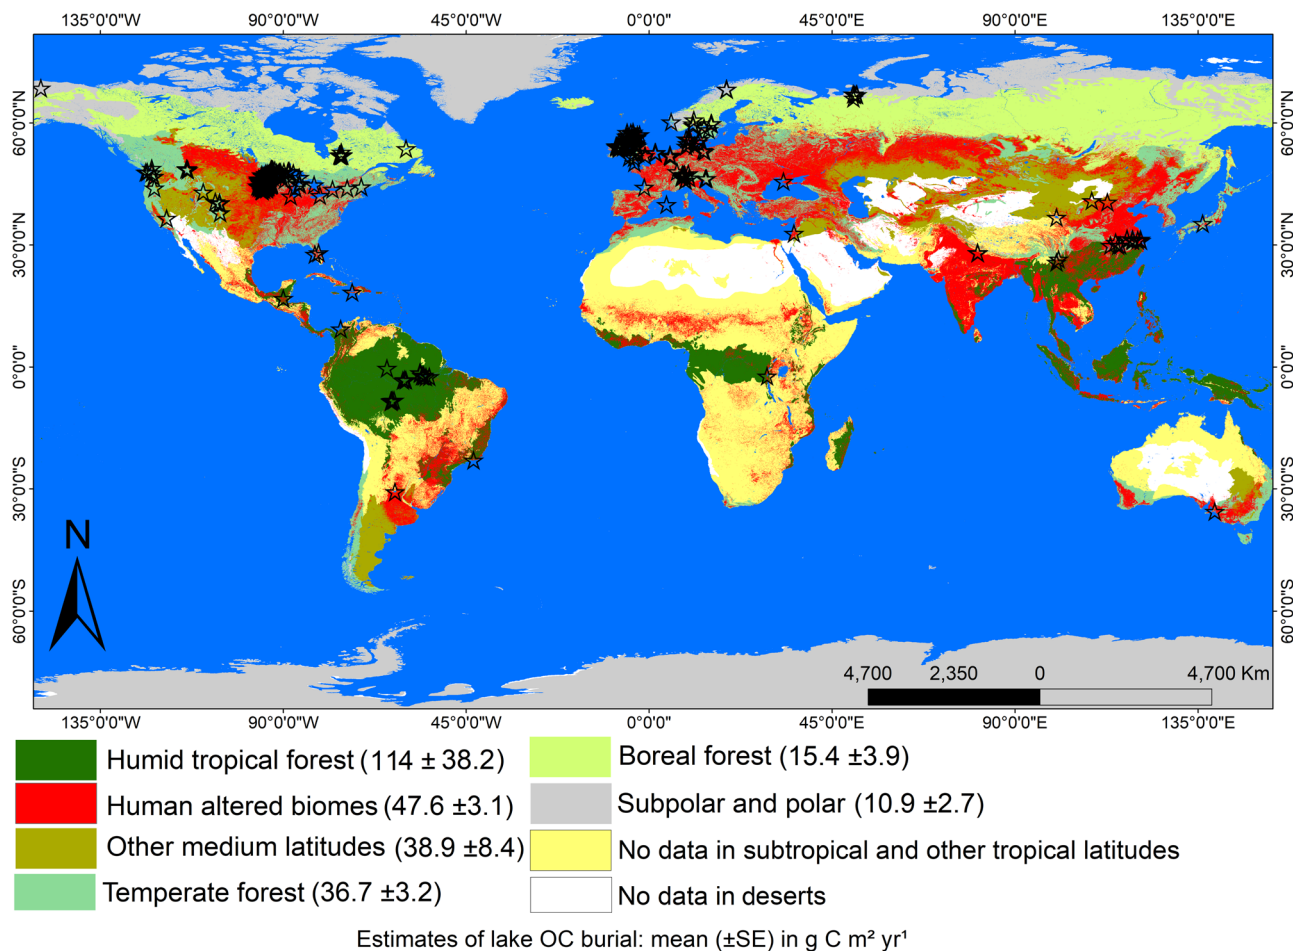 135°0'0"W 90°0'0"W 45°0'0"W 0°0'0" 45°0'0"E 90°0'0"E 135°0'0"E
60°0'0"N 60°0'0"N
30°0'0"N 30°0'0"N
0°0'0" 0°0'0"
30°0'0"S 30°0'0"S
N
60°0'0"S 60°0'0"S
4,700 2,350 0 4,700 Km
135°0'0"W 90°0'0"W 45°0'0"W 0°0'0" 45°0'0"E 90°0'0"E 135°0'0"E
Humid tropical forest (114 ± 38.2)
Human altered biomes (47.6 ±3.1)
Other medium latitudes (38.9 ±8.4)
Temperate forest (36.7 ±3.2)
Boreal forest (15.4 ±3.9)
Subpolar and polar (10.9 ±2.7)
No data in subtropical and other tropical latitudes
No data in deserts
Estimates of lake OC burial: mean (±SE) in g C m² yr¹